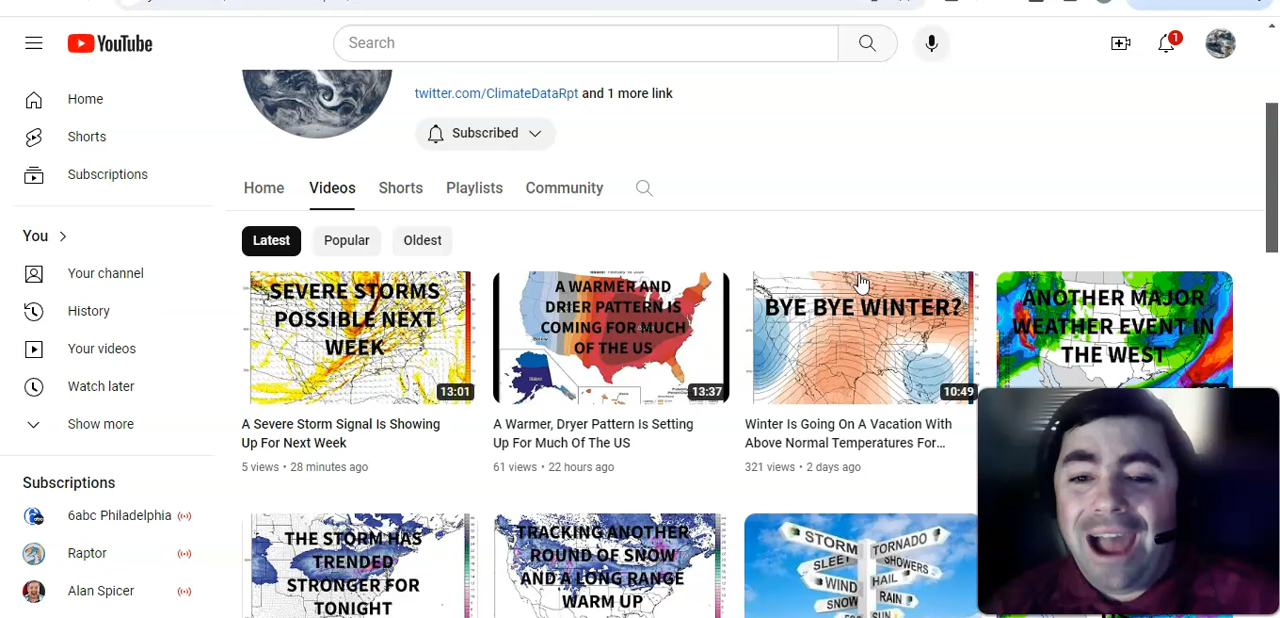 YouTube
Search
1
Home
Shorts
Subscriptions
You
Your channel
History
Your videos
Watch later
Show more
Subscriptions
6abc Philadelphia
Raptor
Alan Spicer
twitter.com/ClimateDataRpt and 1 more link
Subscribed
Home Videos Shorts Playlists Community
Latest Popular Oldest
SEVERE STORMS
POSSIBLE NEXT
WEEK
13:01
A Severe Storm Signal Is Showing
Up For Next Week
5 views • 28 minutes ago
A WARMER AND
DRIER PATTERN IS
COMING FOR MUCH
OF THE US
13:37
A Warmer, Dryer Pattern Is Setting
Up For Much Of The US
61 views • 22 hours ago
BYE BYE WINTER?
10:49
Winter Is Going On A Vacation With
Above Normal Temperatures For...
321 views • 2 days ago
ANOTHER MAJOR
WEATHER EVENT IN
THE WEST
THE STORM HAS
TRENDED
STRONGER FOR
TONIGHT
TRACKING ANOTHER
ROUND OF SNOW
AND A LONG RANGE
WARM UP
STORM
TORNADO
SLEET
SHOWERS
WIND
HAIL
SNOW
RAIN
SUN